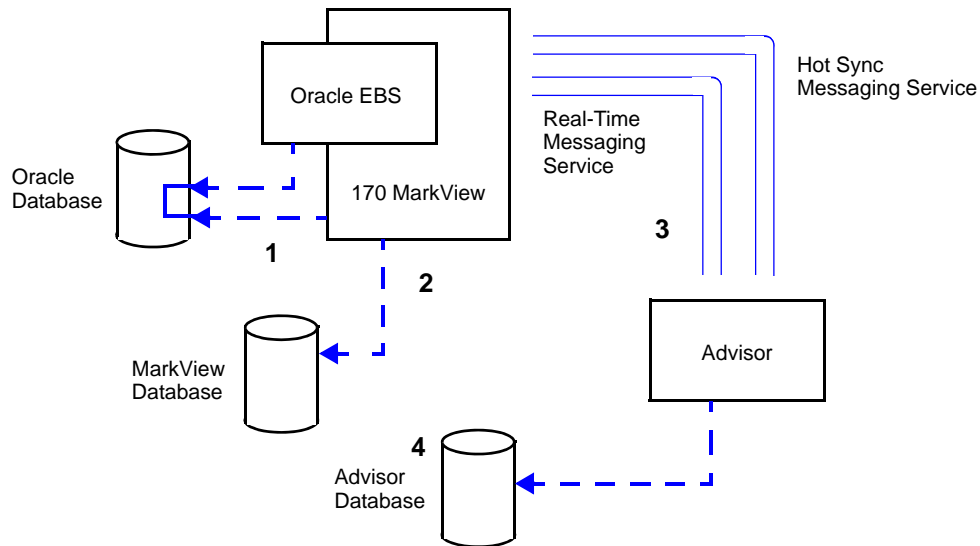 Hot Sync
Messaging Service
Oracle EBS
Real-Time
Messaging
Service
Oracle
Database
170 MarkView
1
3
2
MarkView
Database
Advisor
4
Advisor
Database